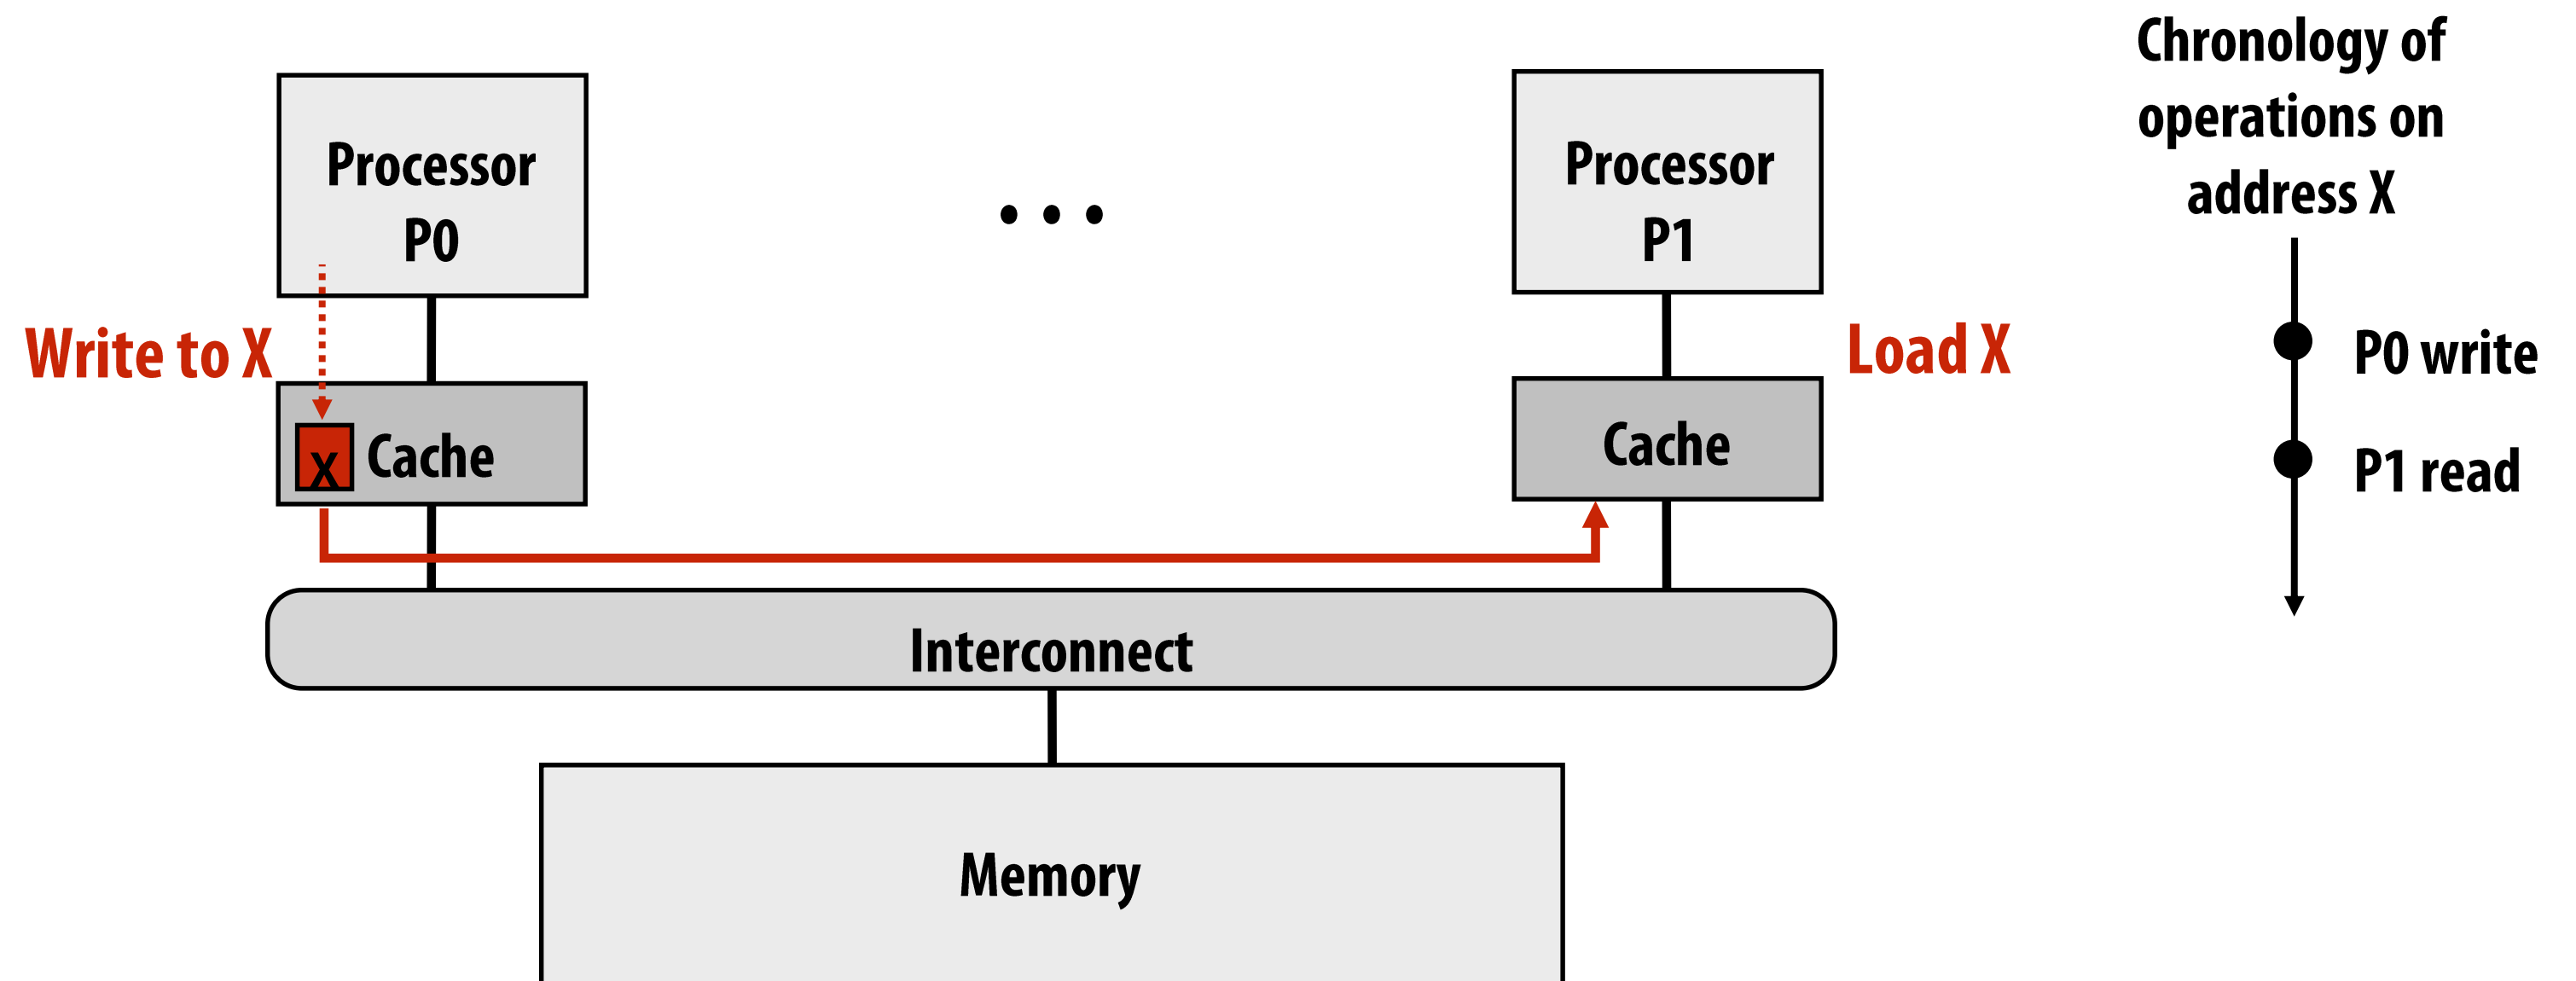 Chronology of
operations on
address X
Processor
P0
• • •
Processor
P1
Write to X
Load X
P0 write
X
Cache
Cache
P1 read
Interconnect
Memory